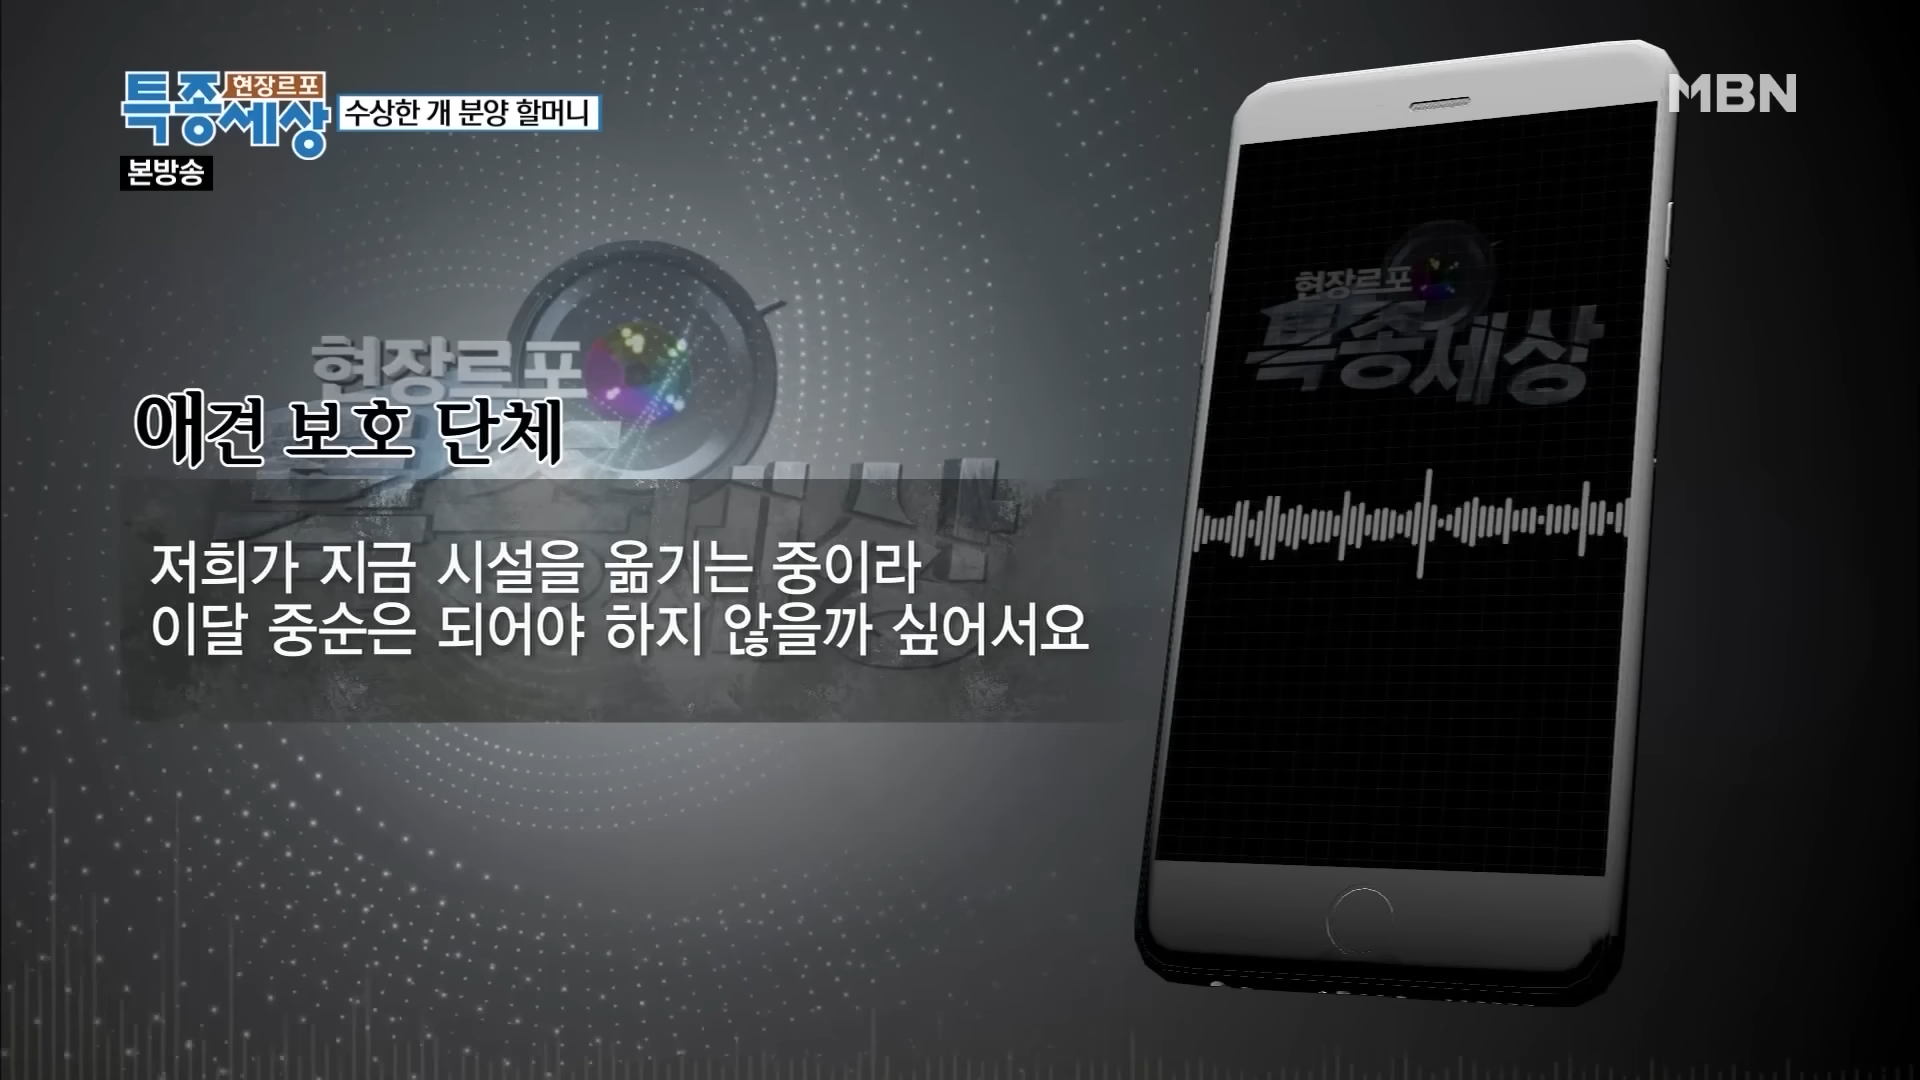 현장르포
특종세상
수상한 개 분양 할머니
본방송
MBN
현장르포
특종세상
애견 보호 단체
저희가 지금 시설을 옮기는 중이라
이달 중순은 되어야 하지 않을까 싶어서요
현장르포
특종세상